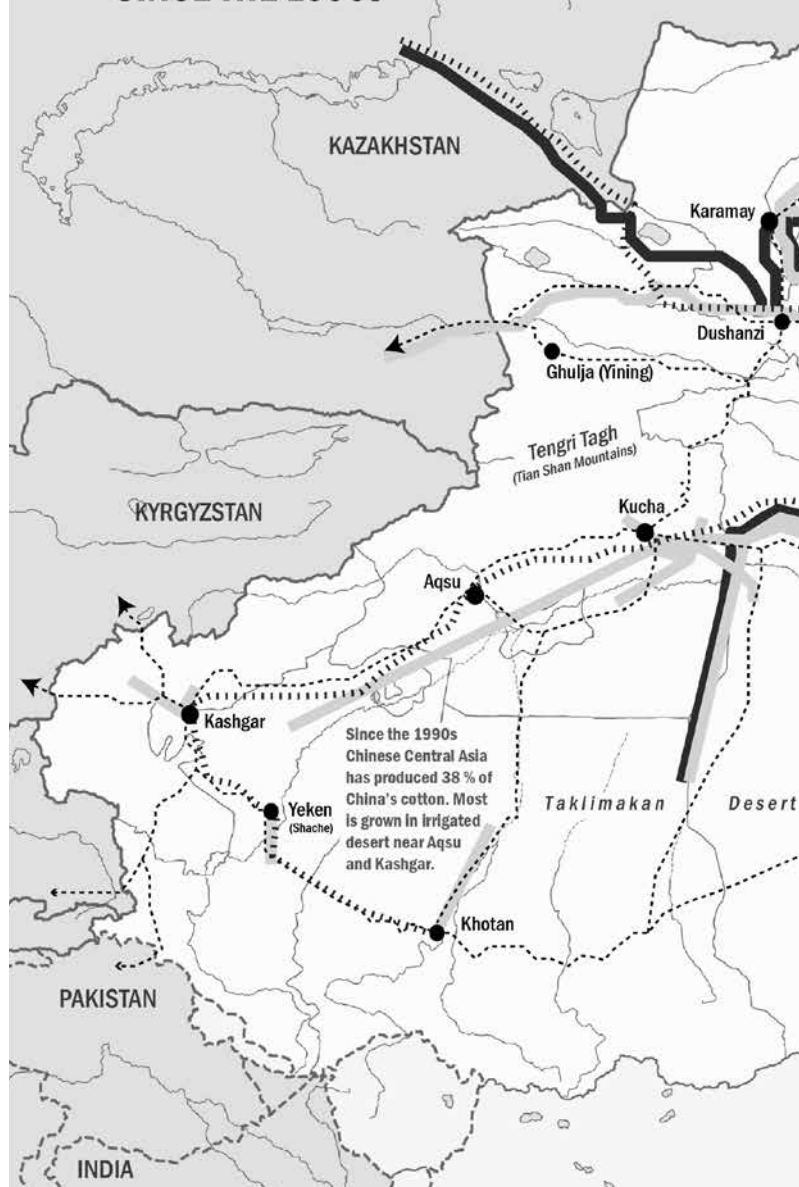 KAZAKHSTAN
Karamay
Dushanzi
Ghulja (Yining)
Tengri Tagh
(Tian Shan Mountains)
KYRGYZSTAN
Kucha
Aqsu
Kashgar
Since the 1990s
Chinese Central Asia
has produced 38 % of
China's cotton. Most
is grown in irrigated
desert near Aqsu
and Kashgar.
Yeken
(Shache)
Taklimakan Desert
Khotan
PAKISTAN
INDIA